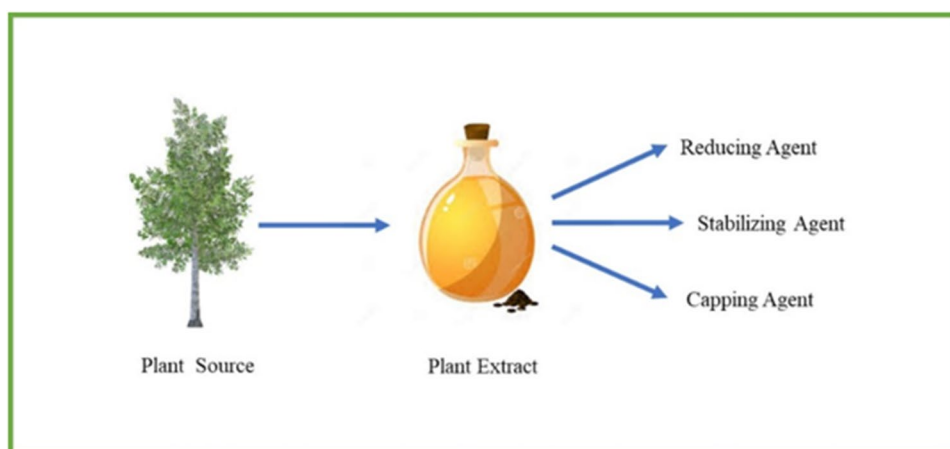 Reducing Agent
Stabilizing Agent
Capping Agent
Plant Source
Plant Extract